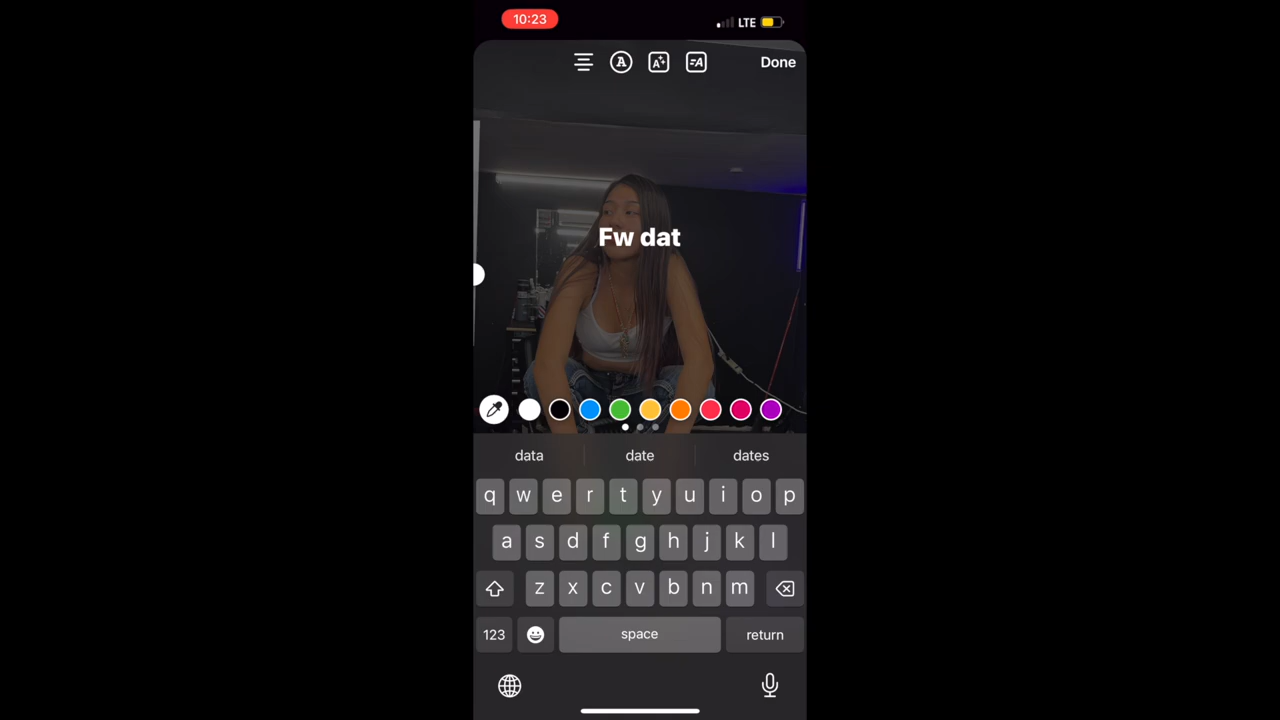 10:23
LTE
Done
Fw dat
data date dates
q w e r t y u i o p
a s d f g h j k l
z x c v b n m
123 space return